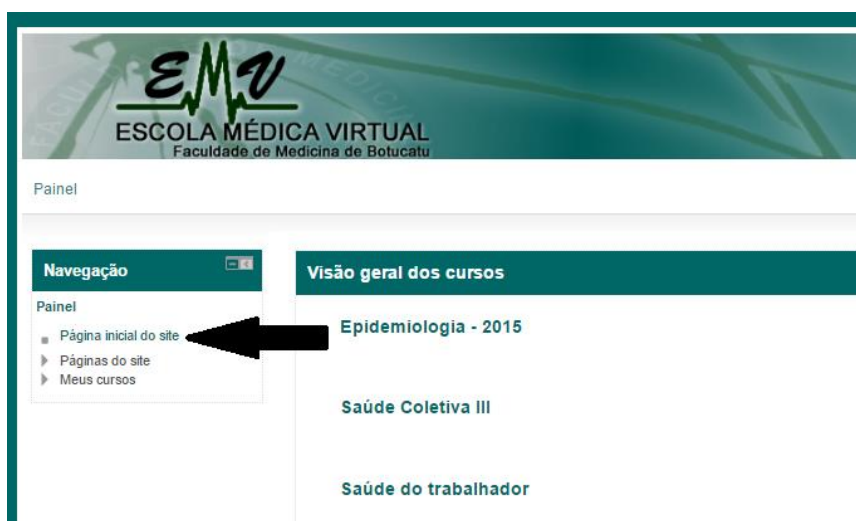 EMV
ESCOLA MÉDICA VIRTUAL
Faculdade de Medicina de Botucatu
Painel
Navegação
Painel
Página inicial do site
Páginas do site
Meus cursos
Visão geral dos cursos
Epidemiologia - 2015
Saúde Coletiva III
Saúde do trabalhador